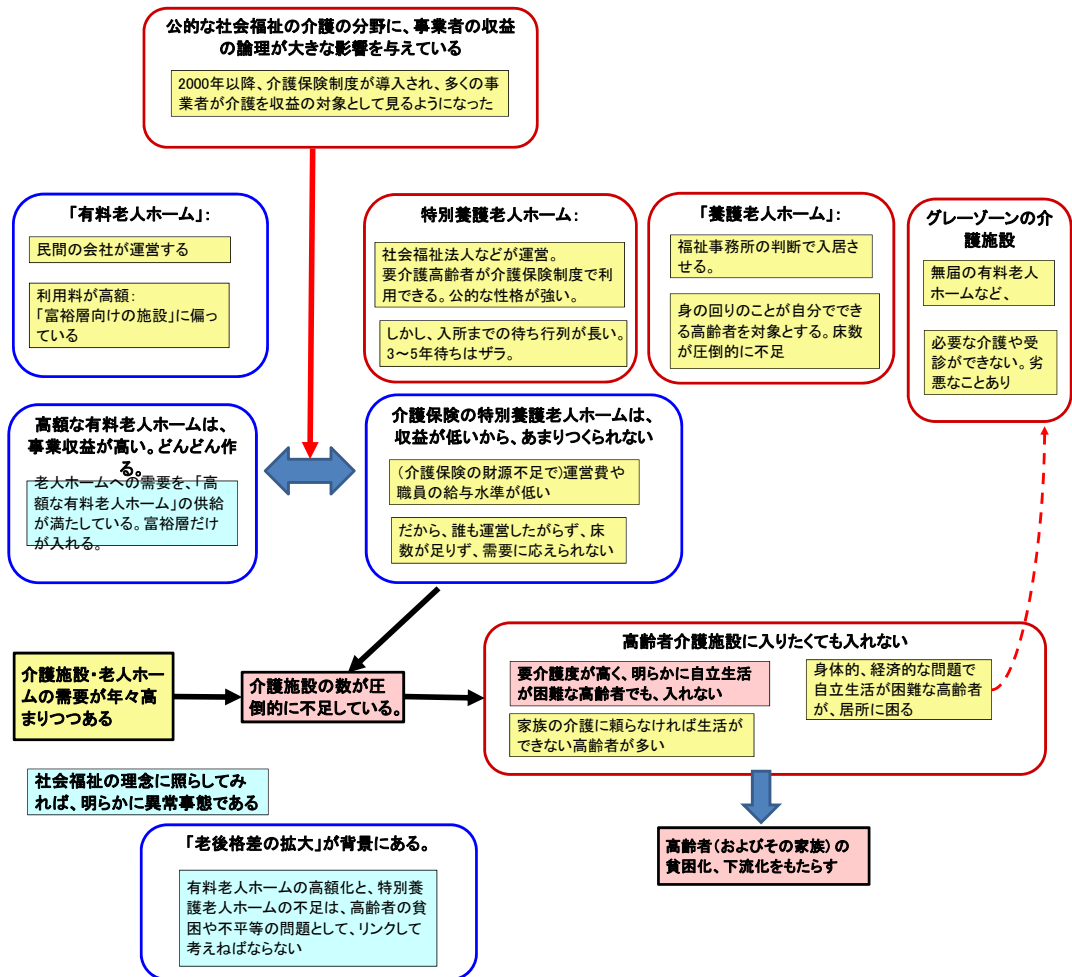 公的な社会福祉の介護の分野に、事業者の収益
の論理が大きな影響を与えている
2000年以降、介護保険制度が導入され、多くの事
業者が介護を収益の対象として見るようになった
「有料老人ホーム」:
民間の会社が運営する
利用料が高額:
「富裕層向けの施設」に偏っ
ている
特別養護老人ホーム:
社会福祉法人などが運営。
要介護高齢者が介護保険制度で利
用できる。公的な性格が強い。
しかし、入所までの待ち行列が長い。
3~5年待ちはザラ。
「養護老人ホーム」:
福祉事務所の判断で入居さ
せる。
身の回りのことが自分ででき
る高齢者を対象とする。床数
が圧倒的に不足
グレーゾーンの介
護施設
無届の有料老人
ホームなど、
必要な介護や受
診ができない。劣
悪なことあり
高額な有料老人ホームは、
事業収益が高い。どんどん作
る。
老人ホームへの需要を、「高
額な有料老人ホーム」の供給
が満たしている。富裕層だけ
が入れる。
介護保険の特別養護老人ホームは、
収益が低いから、あまりつくられない
(介護保険の財源不足で)運営費や
職員の給与水準が低い
だから、誰も運営したがらず、床
数が足りず、需要に応えられない
介護施設・老人ホー
ムの需要が年々高
まりつつある
介護施設の数が圧
倒的に不足している。
高齢者介護施設に入りたくても入れない
要介護度が高く、明らかに自立生活
が困難な高齢者でも、入れない
家族の介護に頼らなければ生活が
できない高齢者が多い
身体的、経済的な問題で
自立生活が困難な高齢者
が、居所に困る
社会福祉の理念に照らしてみ
れば、明らかに異常事態である
「老後格差の拡大」が背景にある。
有料老人ホームの高額化と、特別養
護老人ホームの不足は、高齢者の貧
困や不平等の問題として、リンクして
考えねばならない
高齢者(およびその家族)の
貧困化、下流化をもたらす